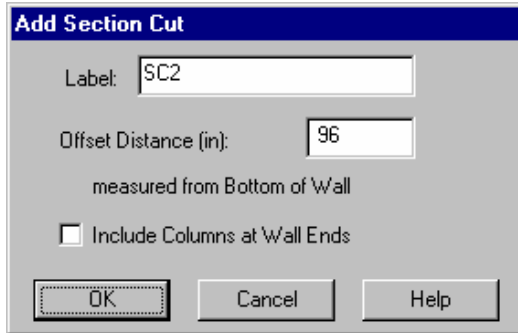 Add Section Cut
Label: SC2
Offset Distance (in): 96
measured from Bottom of Wall
Include Columns at Wall Ends
OK Cancel Help